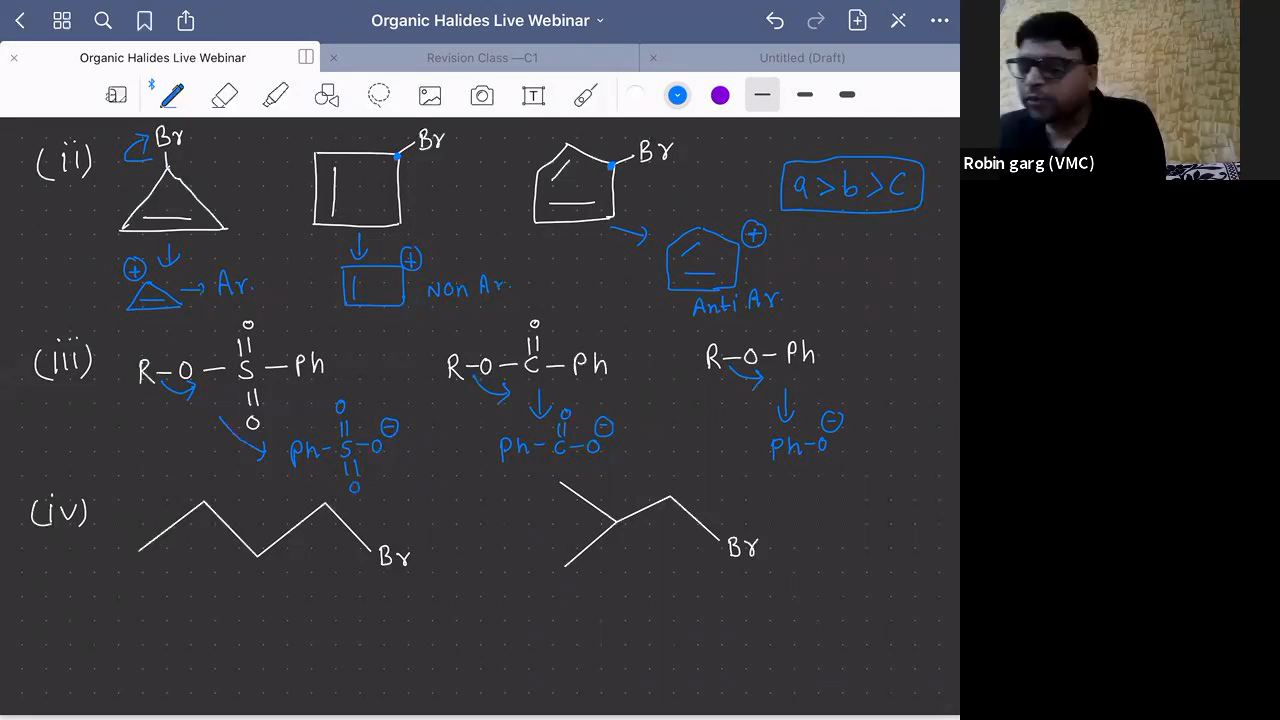 Organic Halides Live Webinar
Organic Halides Live Webinar
Revision Class —C1
Untitled (Draft)
T
Robin garg (VMC)
(ii) Br Br Br a > b > c
⊕ → Ar. ⊕ Non Ar. ⊕
Anti Ar.
(iii) R–O–S–Ph R–O–C–Ph R–O–Ph
O O O
Ph–S–O⊖ Ph–C–O⊖ Ph–O⊖
O O O
(iv) Br Br